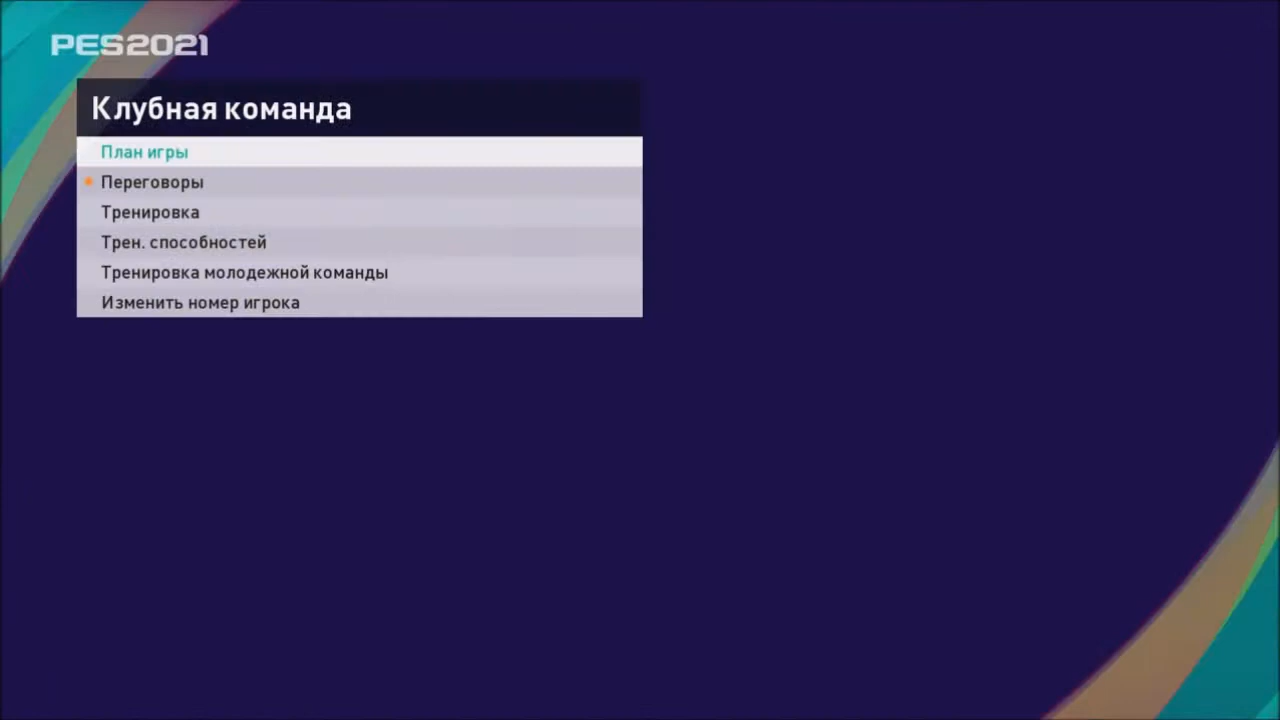 PES2021
Клубная команда
План игры
Переговоры
Тренировка
Трен. способностей
Тренировка молодежной команды
Изменить номер игрока